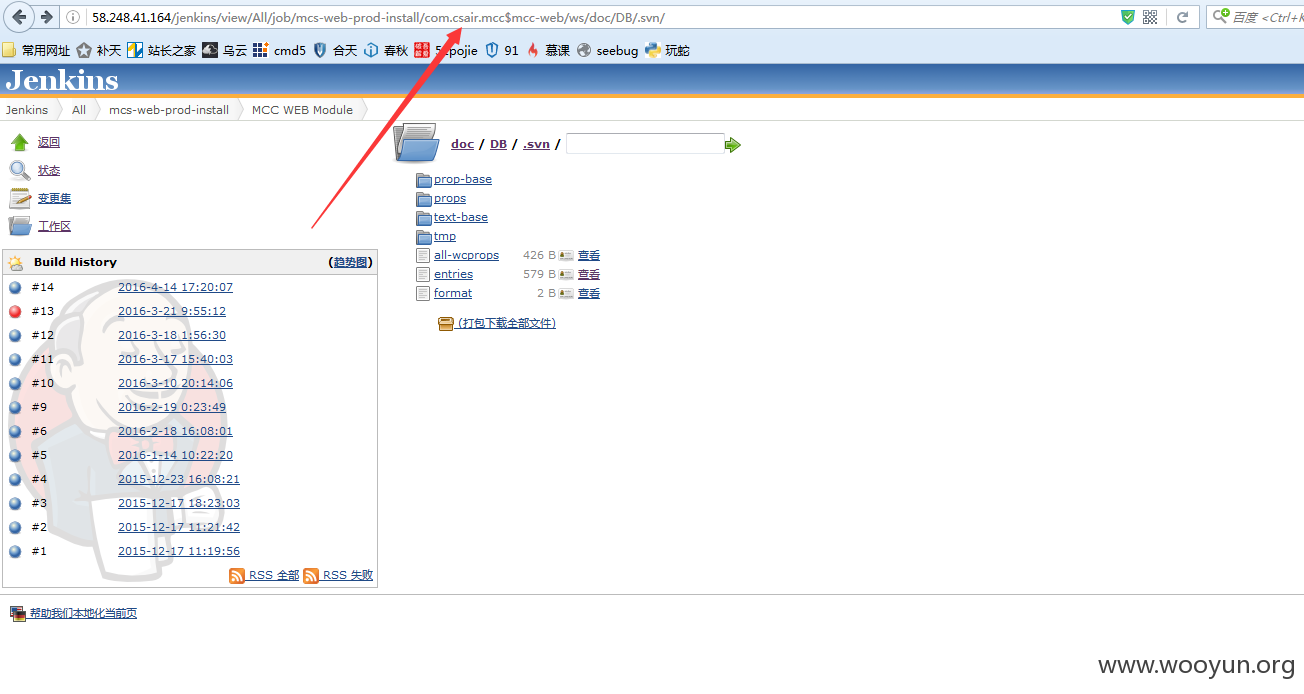 58.248.41.164/jenkins/view/All/job/mcs-web-prod-install/com.csair.mcc$mcc-web/ws/doc/DB/.svn/
百度 <Ctrl+K
常用网址 补天 站长之家 乌云 cmd5 合天 春秋 52pojie 91 慕课 seebug 玩蛇
Jenkins
Jenkins All mcs-web-prod-install MCC WEB Module
返回
状态
变更集
工作区
doc / DB / .svn /
prop-base
props
text-base
tmp
all-wcprops 426 B 查看
entries 579 B 查看
format 2 B 查看
(打包下载全部文件)
Build History (趋势图)
#14 2016-4-14 17:20:07
#13 2016-3-21 9:55:12
#12 2016-3-18 1:56:30
#11 2016-3-17 15:40:03
#10 2016-3-10 20:14:06
#9 2016-2-19 0:23:49
#6 2016-2-18 16:08:01
#5 2016-1-14 10:22:20
#4 2015-12-23 16:08:21
#3 2015-12-17 18:23:03
#2 2015-12-17 11:21:42
#1 2015-12-17 11:19:56
RSS 全部 RSS 失败
帮助我们本地化当前页
www.wooyun.org